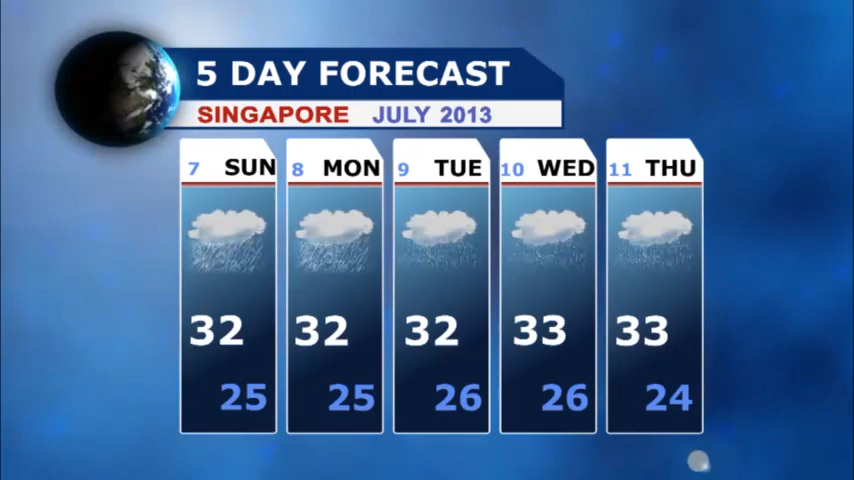 5 DAY FORECAST
SINGAPORE JULY 2013
7 SUN 8 MON 9 TUE 10 WED 11 THU
32 32 32 33 33
25 25 26 26 24